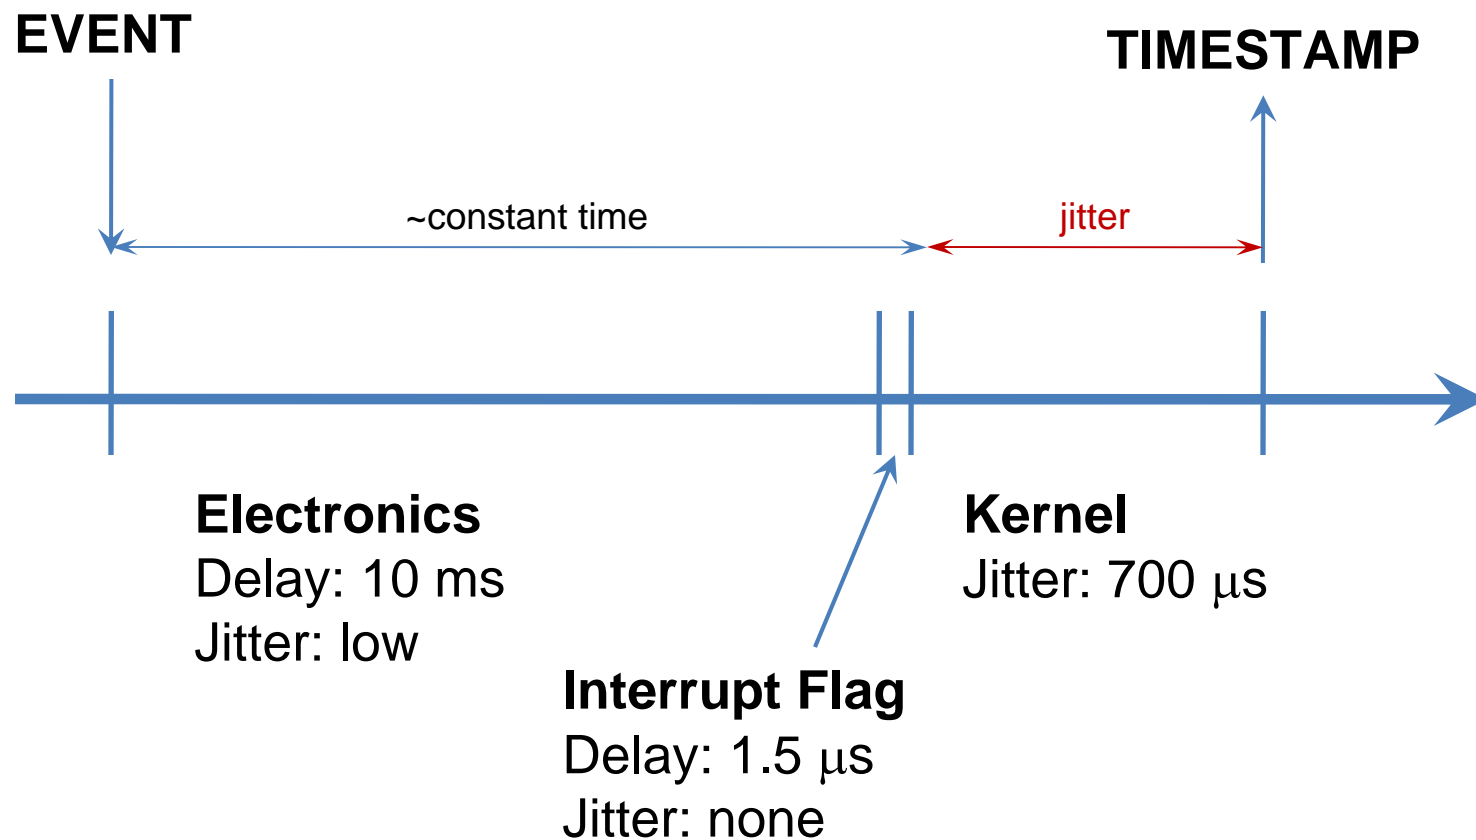 EVENT
TIMESTAMP
~constant time
jitter
Electronics
Delay: 10 ms
Jitter: low
Kernel
Jitter: 700 μs
Interrupt Flag
Delay: 1.5 μs
Jitter: none